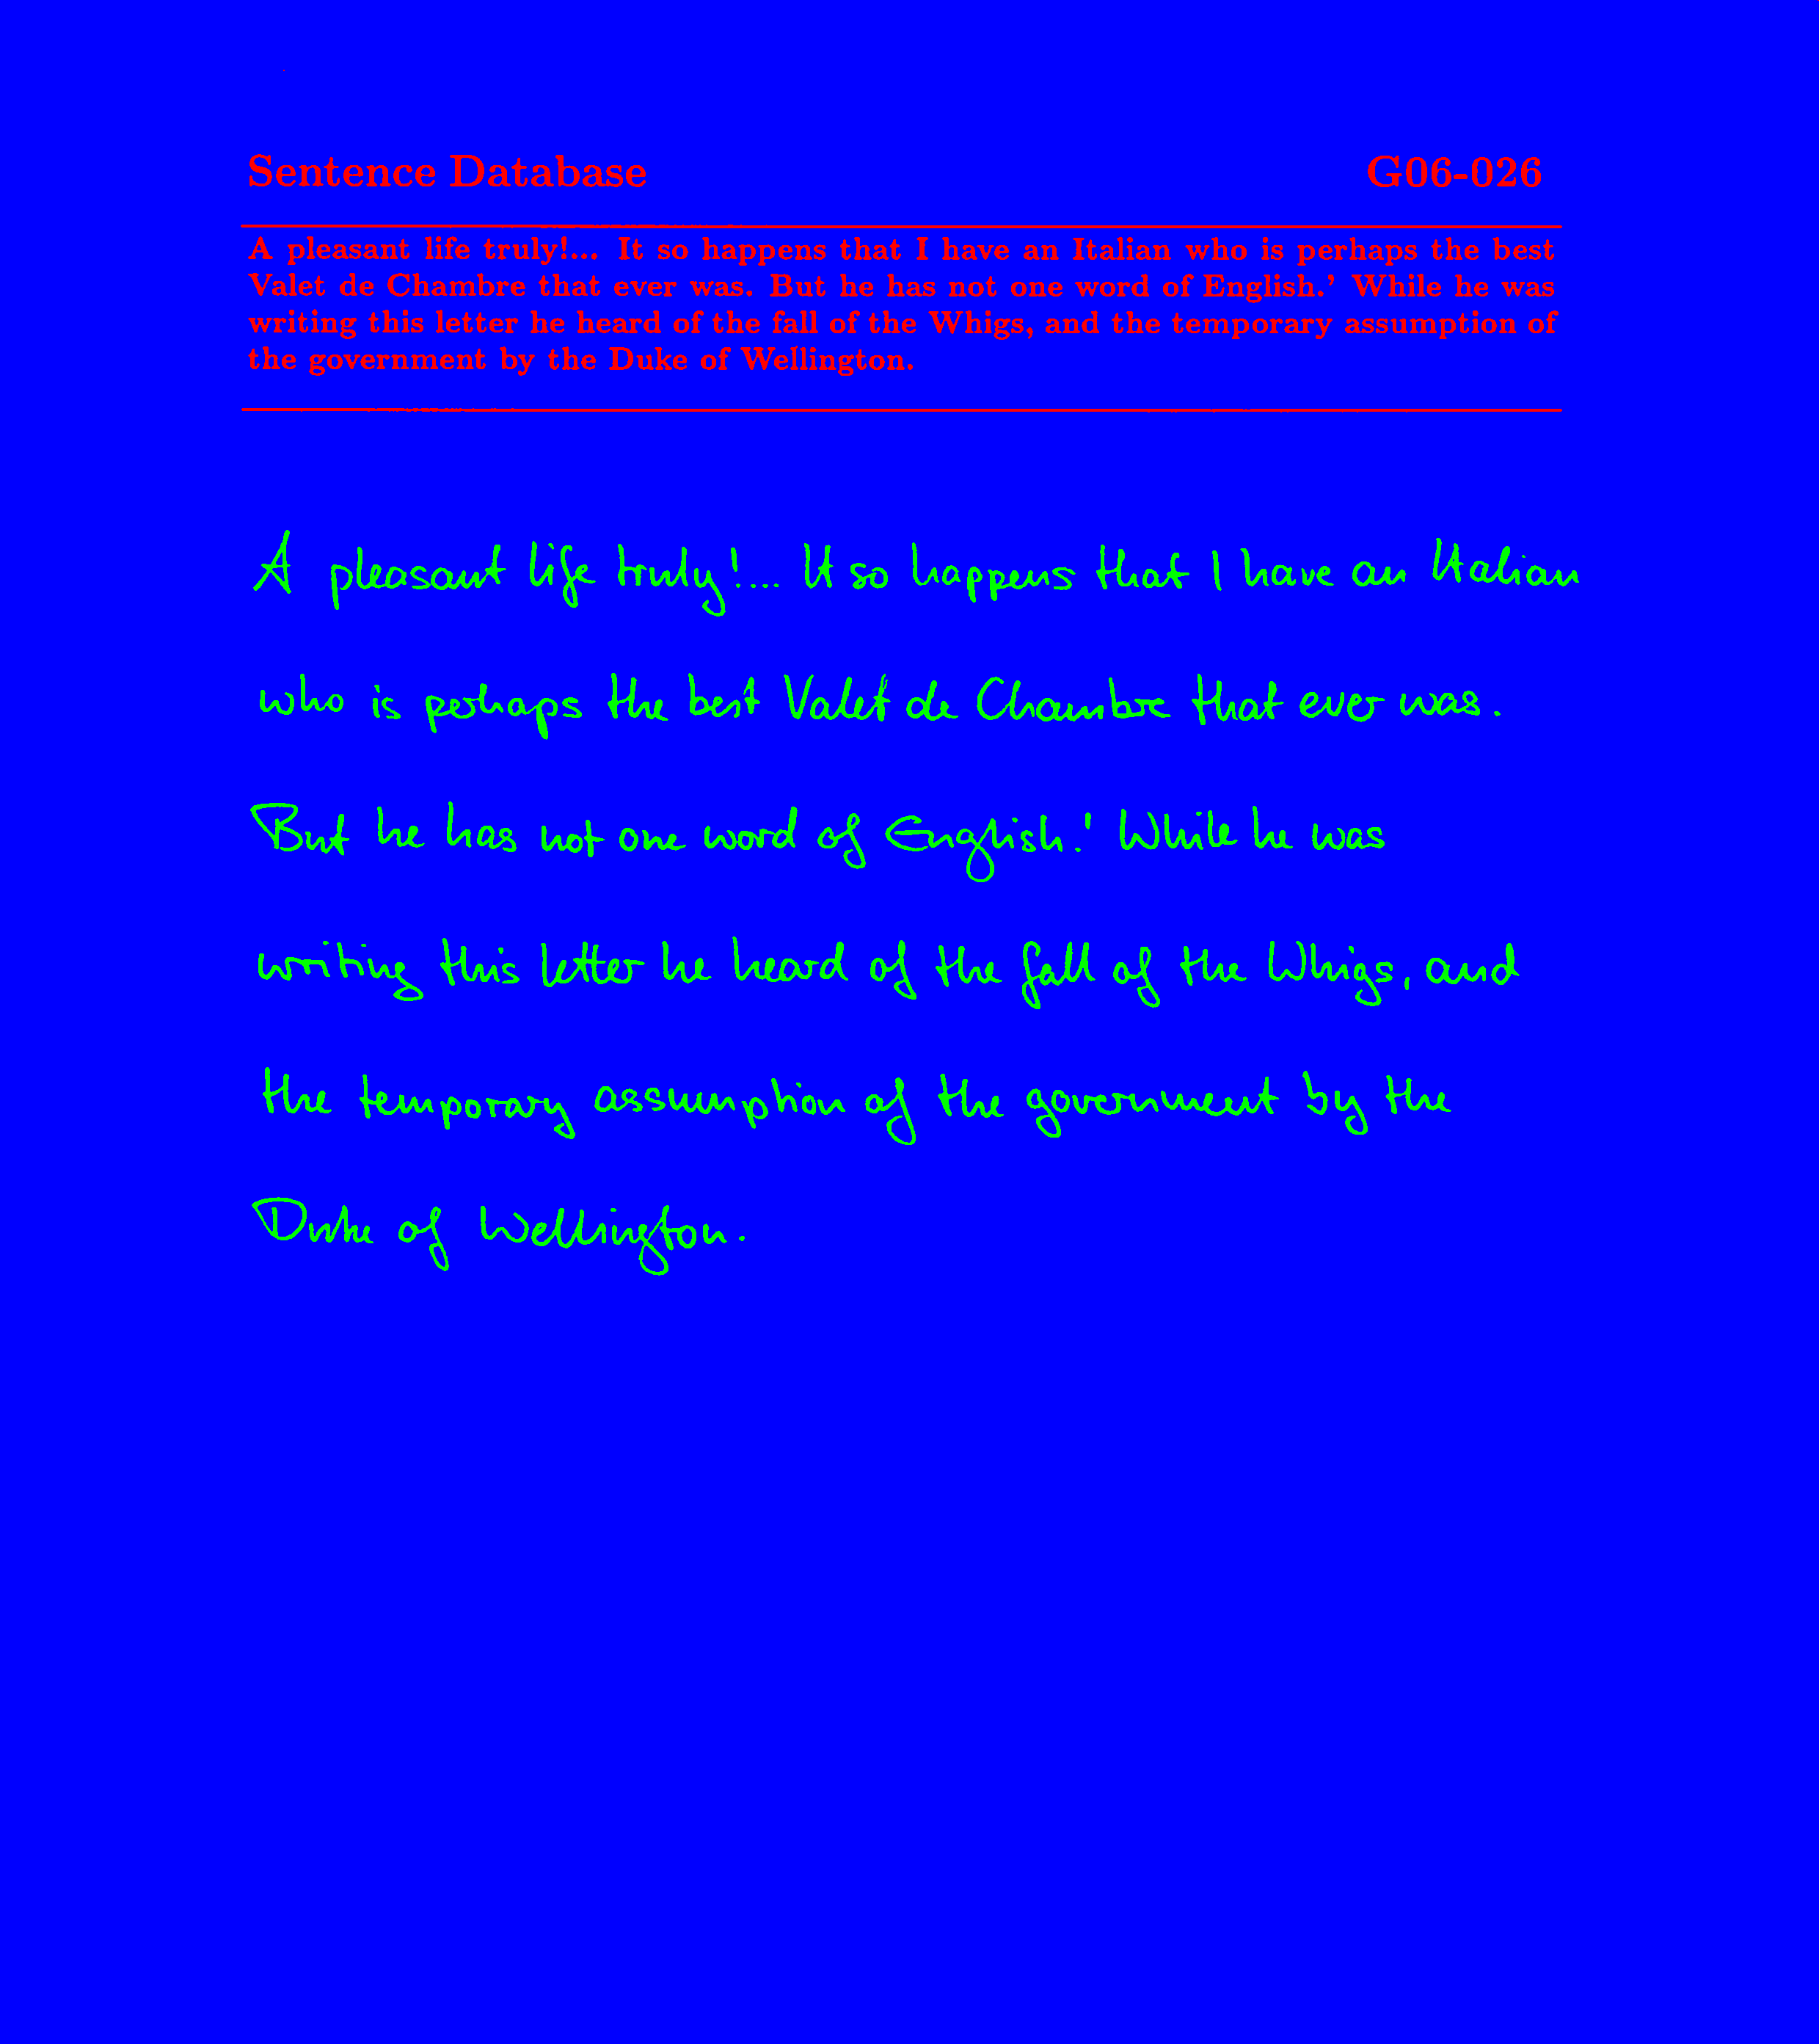 Sentence Database G06-026
A pleasant life truly!... It so happens that I have an Italian who is perhaps the best
Valet de Chambre that ever was. But he has not one word of English.' While he was
writing this letter he heard of the fall of the Whigs, and the temporary assumption of
the government by the Duke of Wellington.
A pleasant life truly!... It so happens that I have an Italian
who is perhaps the best Valet de Chambre that ever was.
But he has not one word of English.' While he was
writing this letter he heard of the fall of the Whigs, and
the temporary assumption of the government by the
Duke of Wellington.